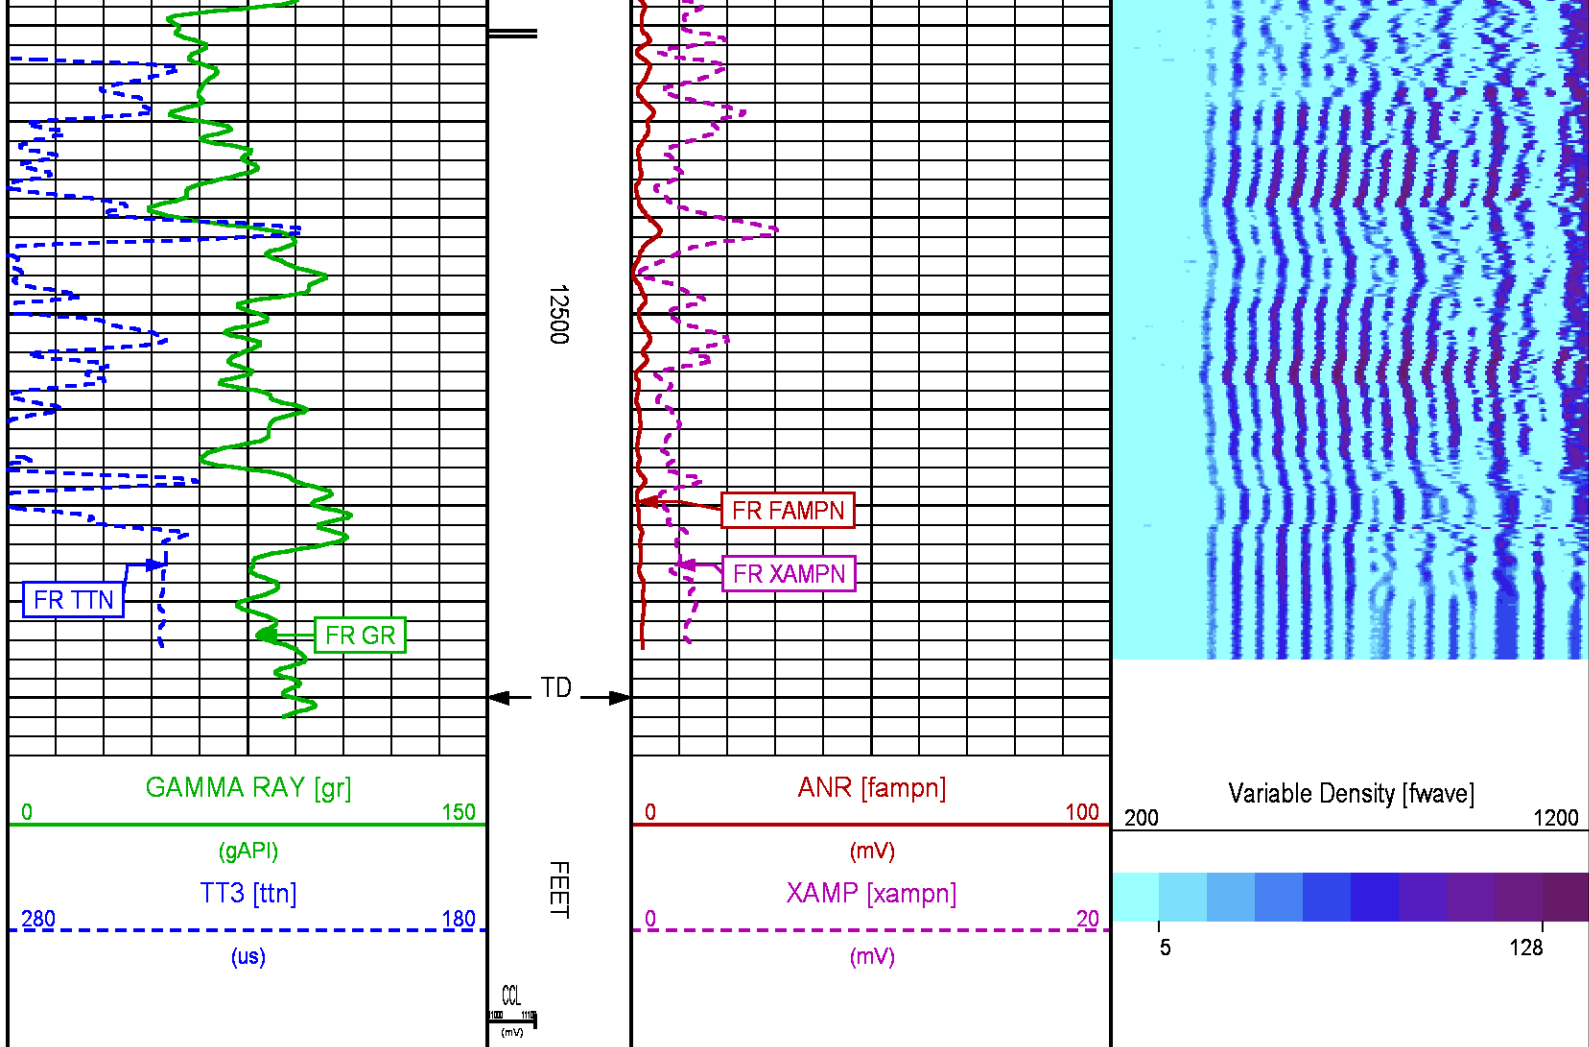 12500
FR FAMPN
FR XAMPN
FR TTN
FR GR
TD
GAMMA RAY [gr]
0 150
(gAPI)
TT3 [ttn]
280 180
(us)
FEET
CCL
(mV)
ANR [fampn]
0 100
(mV)
XAMP [xampn]
0 20
(mV)
Variable Density [fwave]
200 1200
5 128